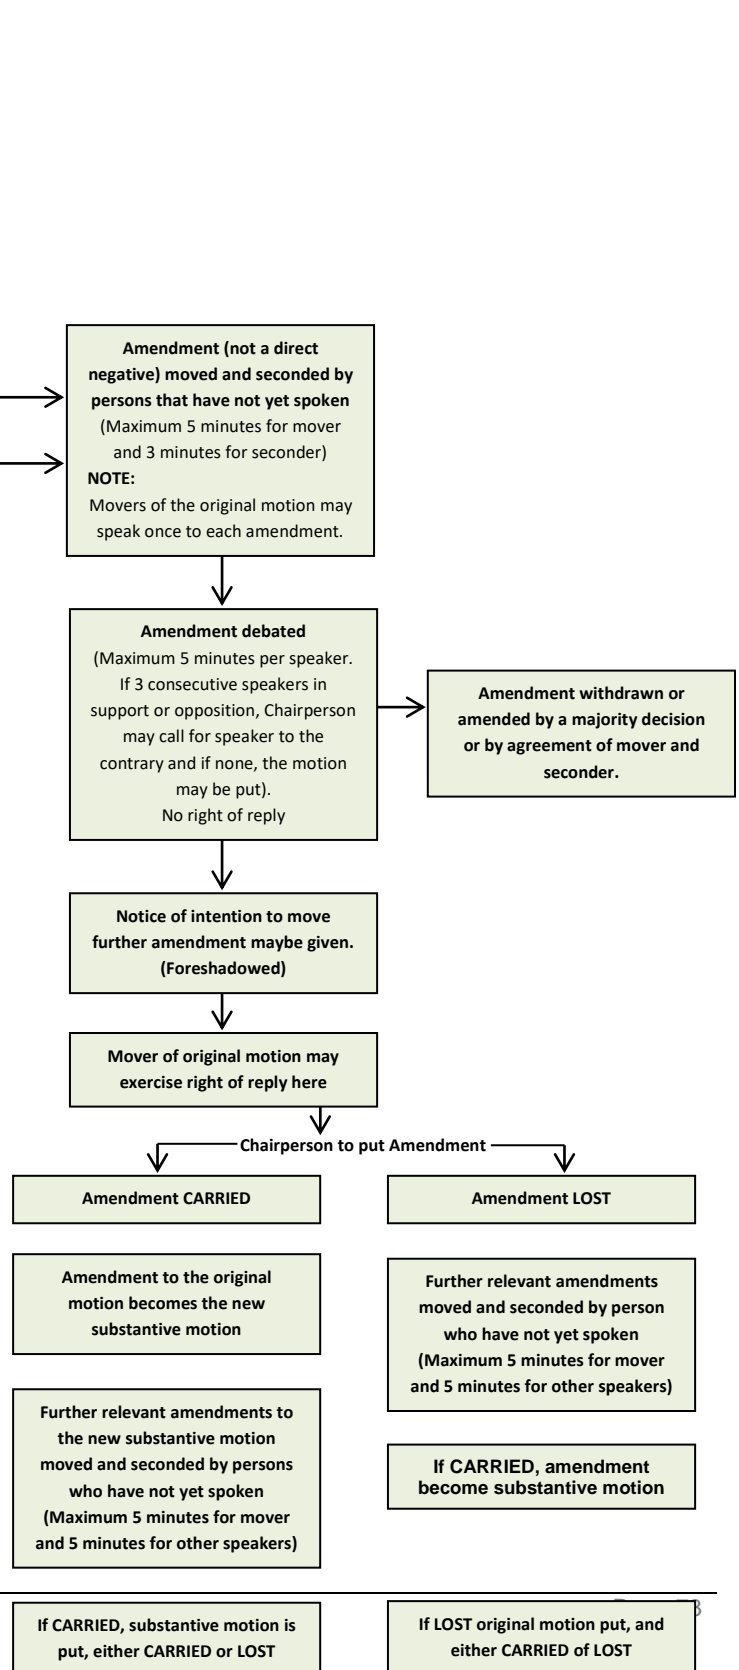 Amendment (not a direct
negative) moved and seconded by
persons that have not yet spoken
(Maximum 5 minutes for mover
and 3 minutes for seconder)
NOTE:
Movers of the original motion may
speak once to each amendment.
Amendment debated
(Maximum 5 minutes per speaker.
If 3 consecutive speakers in
support or opposition, Chairperson
may call for speaker to the
contrary and if none, the motion
may be put).
No right of reply
Amendment withdrawn or
amended by a majority decision
or by agreement of mover and
seconder.
Notice of intention to move
further amendment maybe given.
(Foreshadowed)
Mover of original motion may
exercise right of reply here
Chairperson to put Amendment
Amendment CARRIED
Amendment to the original
motion becomes the new
substantive motion
Further relevant amendments to
the new substantive motion
moved and seconded by persons
who have not yet spoken
(Maximum 5 minutes for mover
and 5 minutes for other speakers)
If CARRIED, substantive motion is
put, either CARRIED or LOST
Amendment LOST
Further relevant amendments
moved and seconded by person
who have not yet spoken
(Maximum 5 minutes for mover
and 5 minutes for other speakers)
If CARRIED, amendment
become substantive motion
If LOST original motion put, and
either CARRIED of LOST